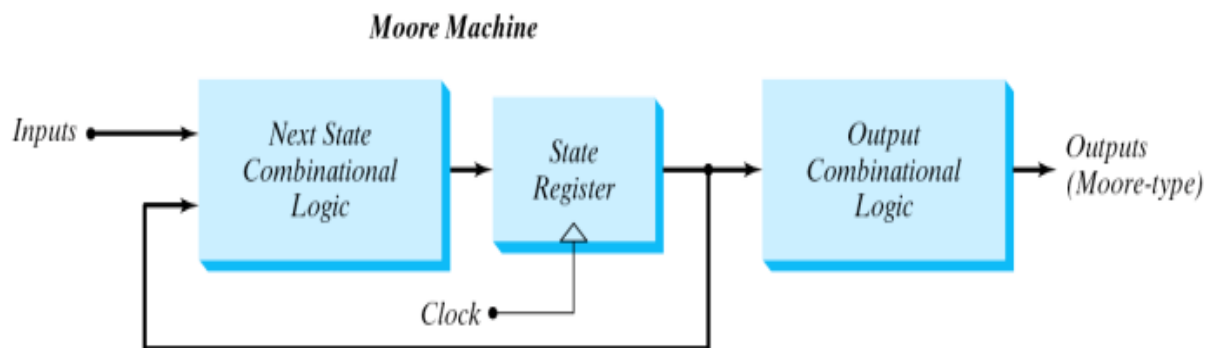 Moore Machine
Inputs
Next State
Combinational
Logic
State
Register
Clock
Output
Combinational
Logic
Outputs
(Moore-type)